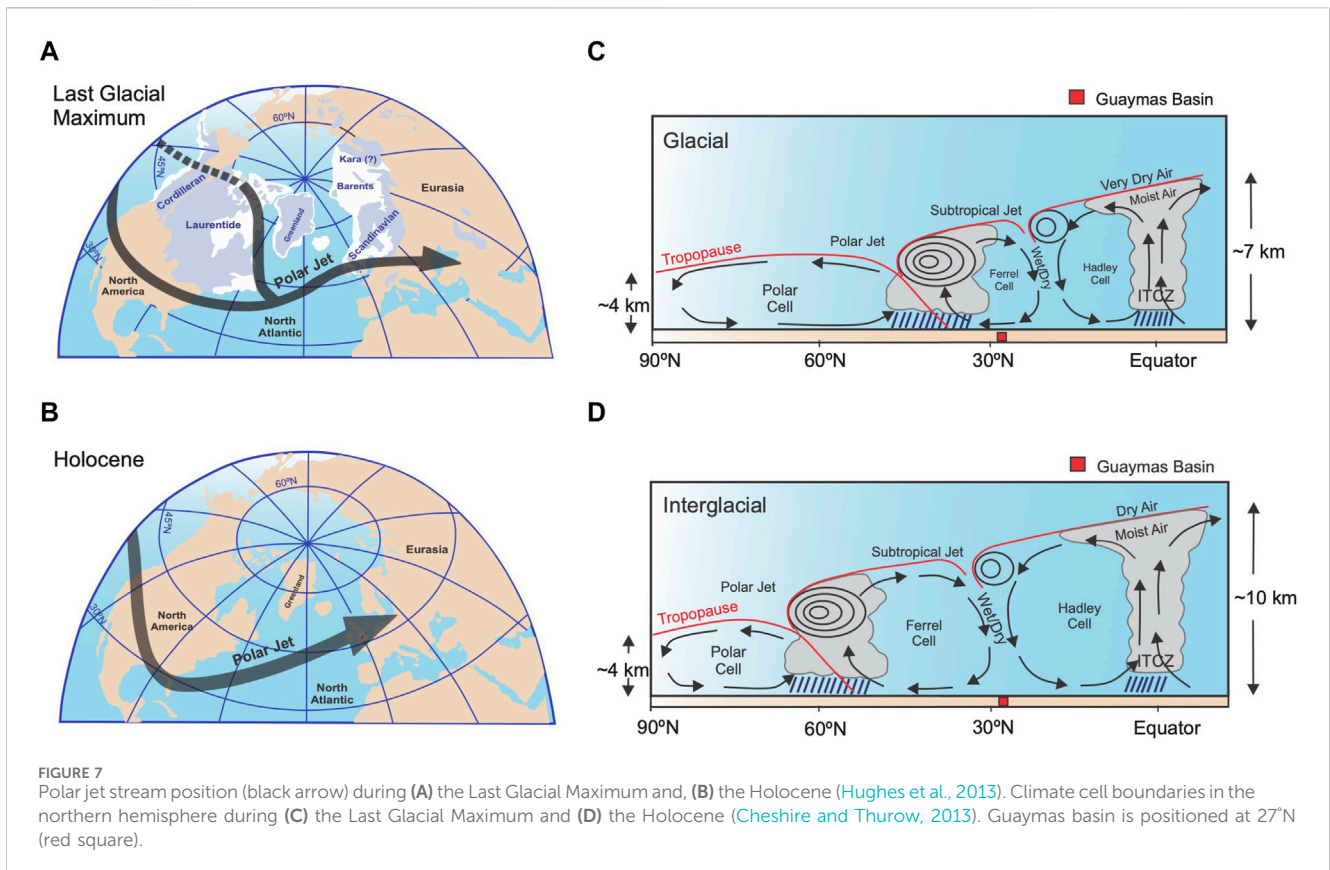 A
Last Glacial
Maximum
60ºN
45ºN
30ºN
Cordilleran
Laurentide
Greenland
Kara (?)
Barents
Scandinavian
Eurasia
North
America
Polar Jet
North
Atlantic
C
Guaymas Basin
Glacial
Very Dry Air
Moist Air
Subtropical Jet
Polar Jet
Tropopause
Wet/Dry
Ferrel
Cell
Hadley
Cell
Polar
Cell
ITCZ
~4 km
~7 km
90ºN
60ºN
30ºN
Equator
B
Holocene
60ºN
45ºN
30ºN
Eurasia
Greenland
North
America
Polar Jet
North
Atlantic
D
Guaymas Basin
Interglacial
Dry Air
Moist Air
Subtropical Jet
Polar Jet
Tropopause
Wet/Dry
Ferrel
Cell
Hadley
Cell
Polar
Cell
ITCZ
~4 km
~10 km
90ºN
60ºN
30ºN
Equator
FIGURE 7
Polar jet stream position (black arrow) during (A) the Last Glacial Maximum and, (B) the Holocene (Hughes et al., 2013). Climate cell boundaries in the
northern hemisphere during (C) the Last Glacial Maximum and (D) the Holocene (Cheshire and Thurow, 2013). Guaymas basin is positioned at 27°N
(red square).